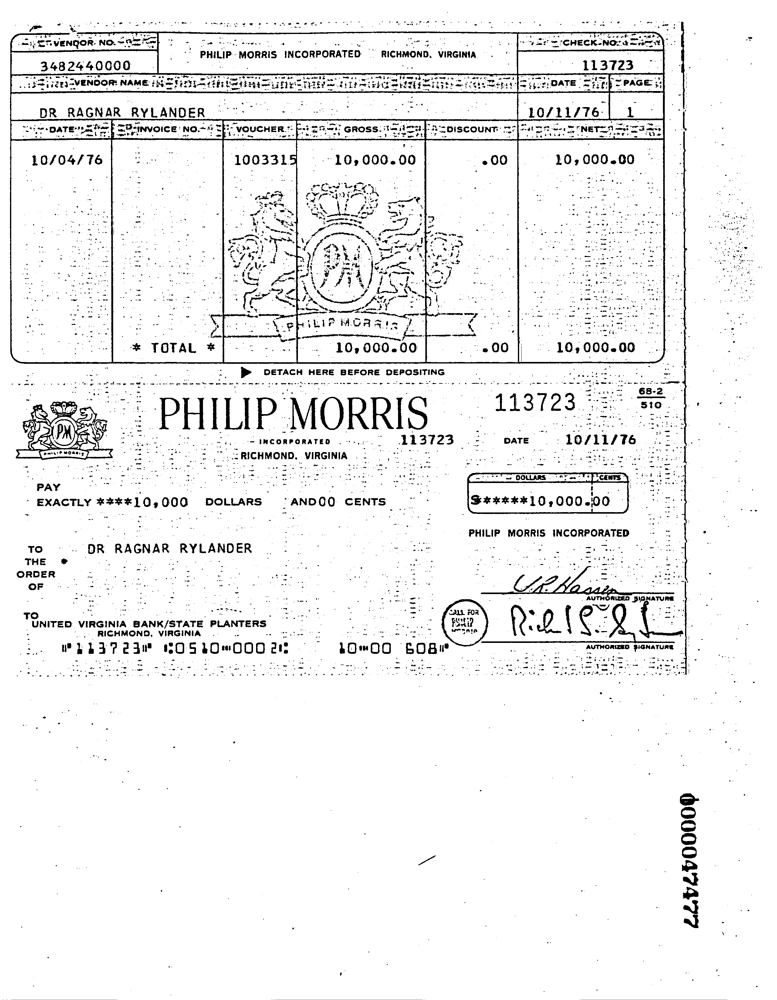 VENDOR NO.
PHILIP MORRIS INCORPORATED RICHMOND, VIRGINIA
CHECK NO.
3482440000
113723
VENDOR NAME DATE PAGE
DR RAGNAR RYLANDER 10/11/76 1
DATE INVOICE NO. VOUCHER GROSS DISCOUNT NET
10/04/76 1003315 10,000.00 .00 10,000.00
PM
PHILIP MORRIS
* TOTAL * 10,000.00 .00 10,000.00
DETACH HERE BEFORE DEPOSITING
PM
PHILIP MORRIS
PHILIP MORRIS
INCORPORATED
RICHMOND, VIRGINIA
113723
68-2
510
113723 DATE 10/11/76
DOLLARS CENTS
PAY
EXACTLY ****10,000 DOLLARS AND 00 CENTS
$*****10,000.00
PHILIP MORRIS INCORPORATED
TO
THE
ORDER
OF
DR RAGNAR RYLANDER
AUTHORIZED SIGNATURE
TO
UNITED VIRGINIA BANK/STATE PLANTERS
RICHMOND, VIRGINIA
CALL FOR
AUTHORIZED SIGNATURE
⑈113723⑈ ⑆0510⑉0002⑆ 10⑉00 608⑈
0000047477